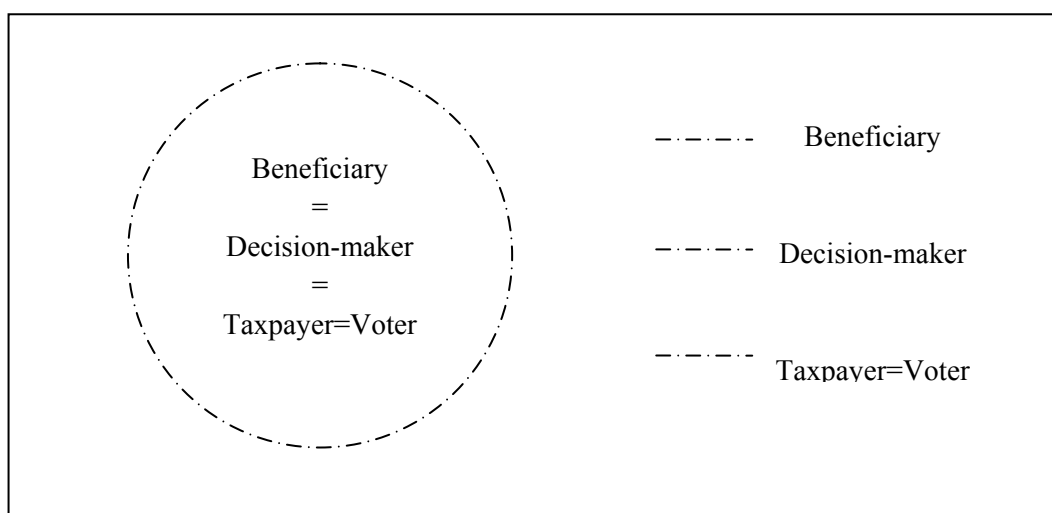 Beneficiary
=
Decision-maker
=
Taxpayer=Voter
Beneficiary
Decision-maker
Taxpayer=Voter